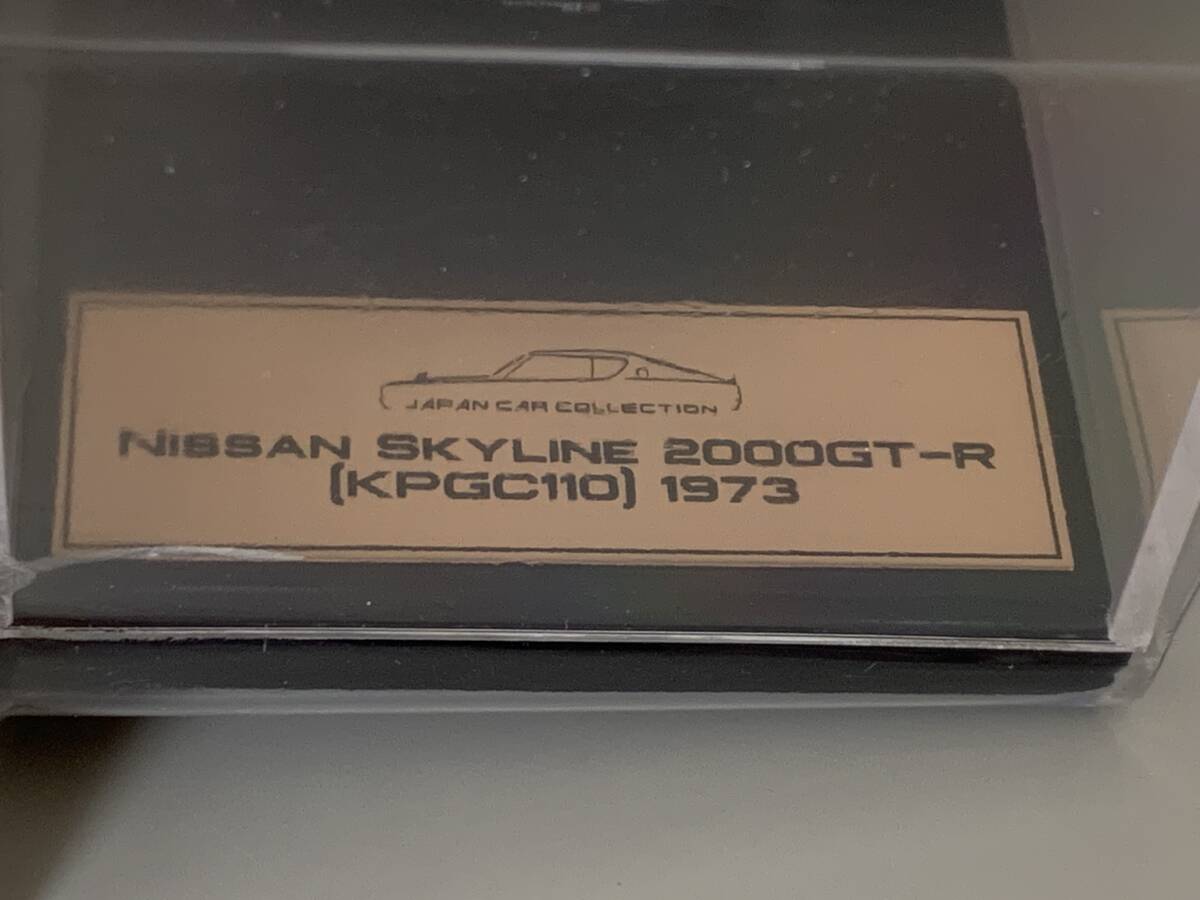 JAPAN CAR COLLECTION
NISSAN SKYLINE 2000GT-R
(KPGC110) 1973